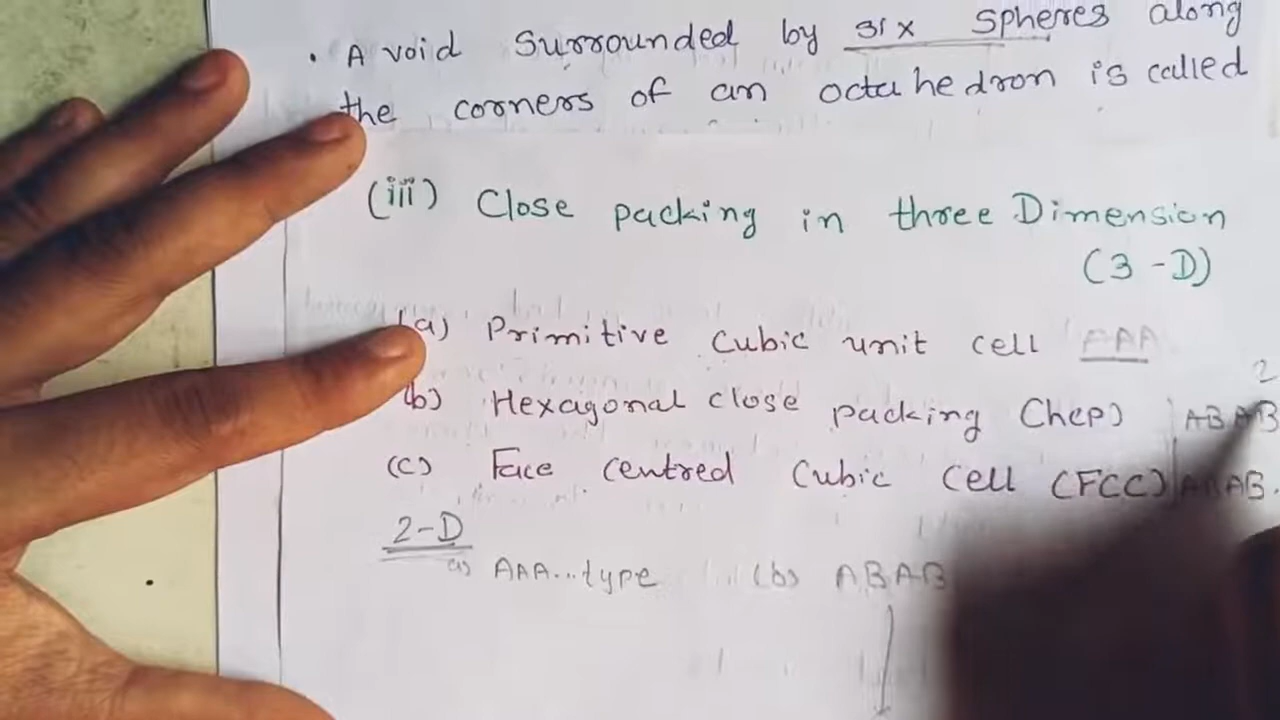 . A void surrounded by six spheres along
the corners of an octahedron is called
(iii) Close packing in three Dimension
(3-D)
(a) Primitive cubic unit cell AAA
(b) Hexagonal close packing Chcp) ABAB
(c) Face centred cubic cell (FCC)
2-D
(a) AAA...type (b) ABAB